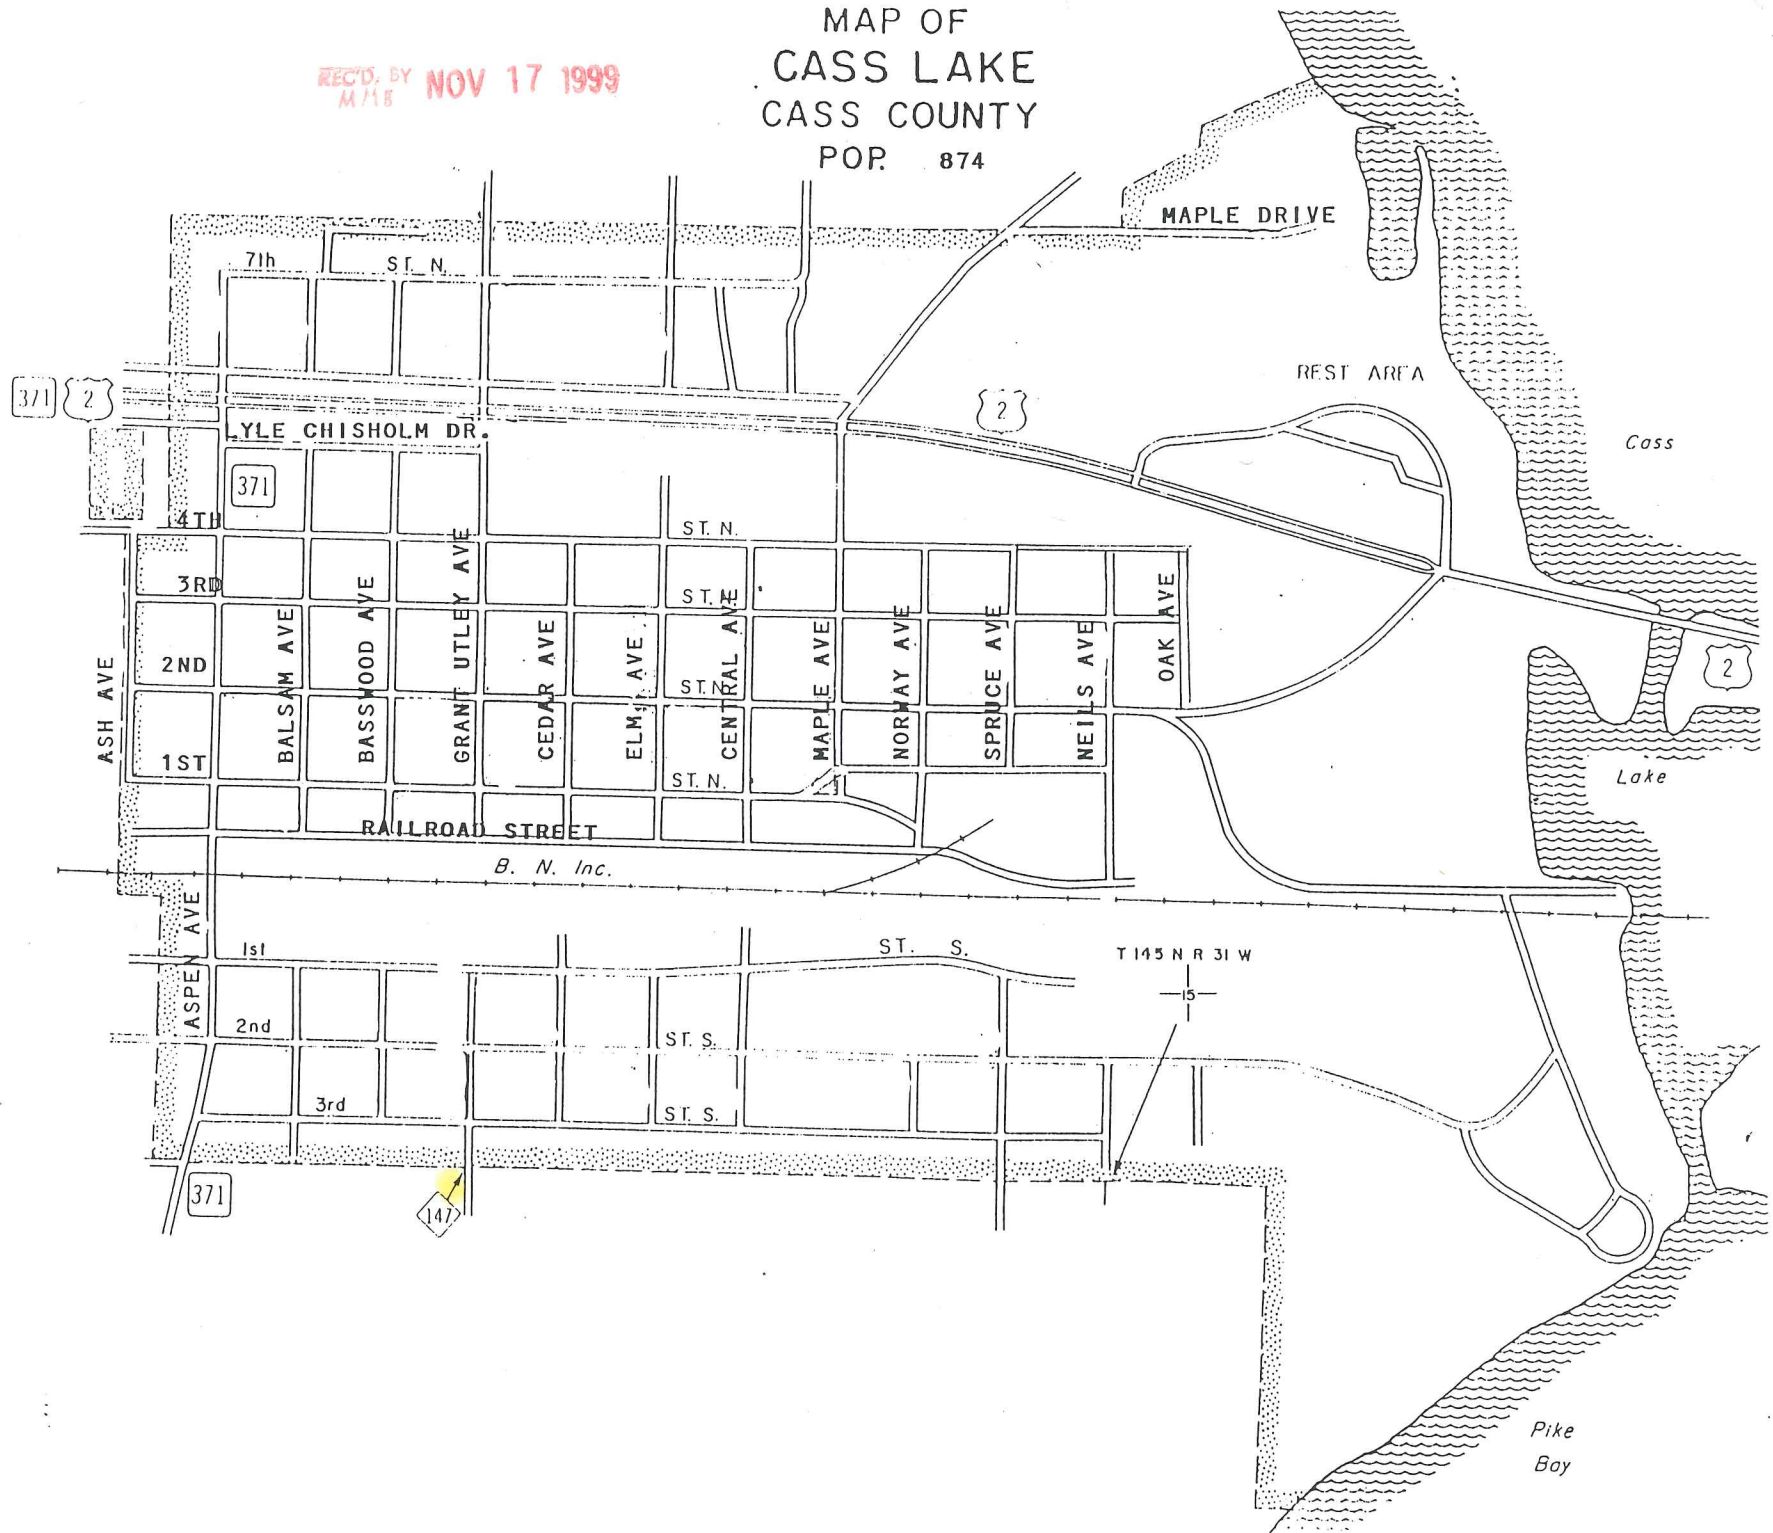 MAP OF
CASS LAKE
CASS COUNTY
POP. 874
REC'D. BY NOV 17 1999
MAPLE DRIVE
7th ST. N.
REST AREA
371 2
2
Cass
LYLE CHISHOLM DR.
371
4TH ST. N.
3RD ST. N.
2ND ST. N.
1ST ST. N.
ASH AVE
BALSAM AVE
BASSWOOD AVE
GRANT UTLEY AVE
CEDAR AVE
ELM AVE
CENTRAL AVE
MAPLE AVE
NORWAY AVE
SPRUCE AVE
NEILS AVE
OAK AVE
2
Lake
RAILROAD STREET
B. N. Inc.
ASPEN AVE
1st ST. S.
T 145 N R 31 W
15
2nd ST. S.
3rd ST. S.
371
147
Pike
Bay